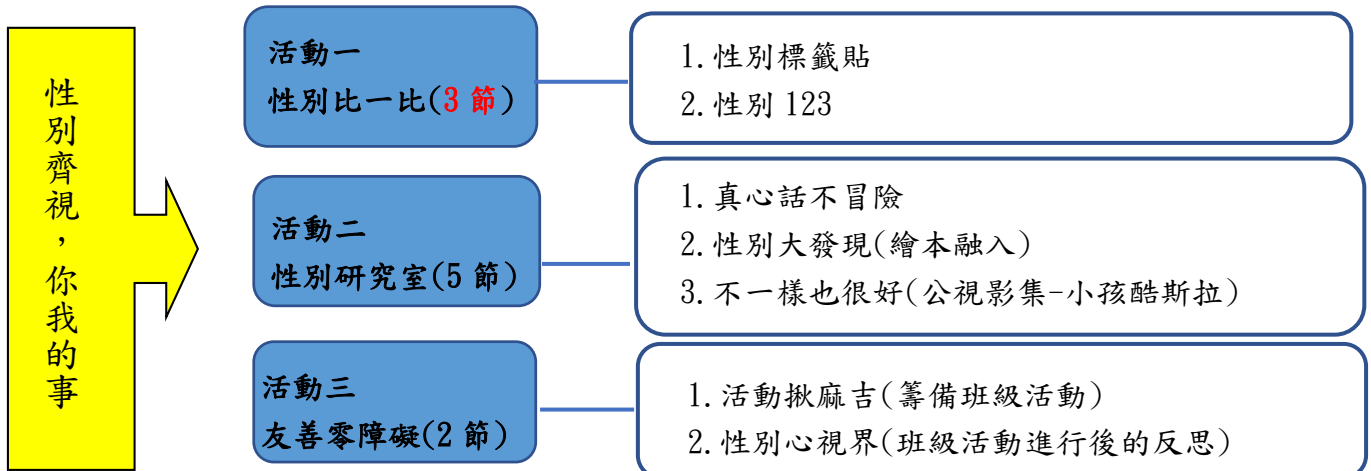 性別齊視，你我的事
活動一
性別比一比(3 節)
1.性別標籤貼
2.性別 123
活動二
性別研究室(5 節)
1.真心話不冒險
2.性別大發現(繪本融入)
3.不一樣也很好(公視影集-小孩酷斯拉)
活動三
友善零障礙(2 節)
1.活動揪麻吉(籌備班級活動)
2.性別心視界(班級活動進行後的反思)